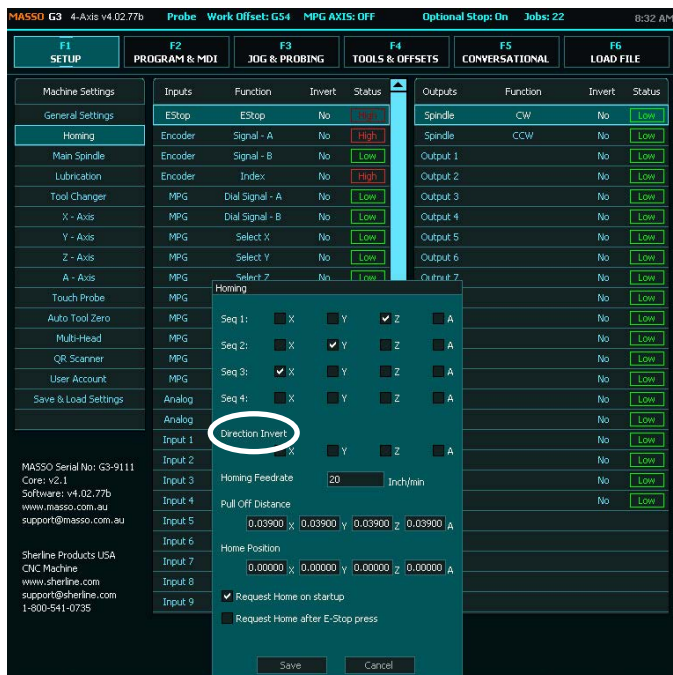 MASSO G3 4-Axis v4.02.77b Probe Work Offset: G54 MPG AXIS: OFF Optional Stop: On Jobs: 22 8:32 AM
F1 F2 F3 F4 F5 F6
SETUP PROGRAM & MDI JOG & PROBING TOOLS & OFFSETS CONVERSATIONAL LOAD FILE
Machine Settings
General Settings
Homing
Main Spindle
Lubrication
Tool Changer
X - Axis
Y - Axis
Z - Axis
A - Axis
Touch Probe
Auto Tool Zero
Multi-Head
QR Scanner
User Account
Save & Load Settings
MASSO Serial No: G3-9111
Core: v2.1
Software: v4.02.77b
www.masso.com.au
support@masso.com.au
Sherline Products USA
CNC Machine
www.sherline.com
support@sherline.com
1-800-541-0735
Inputs Function Invert Status
EStop EStop No High
Encoder Signal - A No High
Encoder Signal - B No Low
Encoder Index No High
MPG Dial Signal - A No Low
MPG Dial Signal - B No Low
MPG Select X No Low
MPG Select Y No Low
MPG Select Z No Low
MPG
MPG
MPG
MPG
MPG
Analog
Analog
Input 1
Input 2
Input 3
Input 4
Input 5
Input 6
Input 7
Input 8
Input 9
Outputs Function Invert Status
Spindle CW No Low
Spindle CCW No Low
Output 1 No Low
Output 2 No Low
Output 3 No Low
Output 4 No Low
Output 5 No Low
Output 6 No Low
Output 7 No Low
No Low
No Low
No Low
No Low
No Low
No Low
No Low
No Low
No Low
No Low
No Low
Homing
Seq 1: X Y Z A
Seq 2: X Y Z A
Seq 3: X Y Z A
Seq 4: X Y Z A
Direction Invert
X Y Z A
Homing Feedrate 20 Inch/min
Pull Off Distance
0.03900 X 0.03900 Y 0.03900 Z 0.03900 A
Home Position
0.00000 X 0.00000 Y 0.00000 Z 0.00000 A
Request Home on startup
Request Home after E-Stop press
Save Cancel